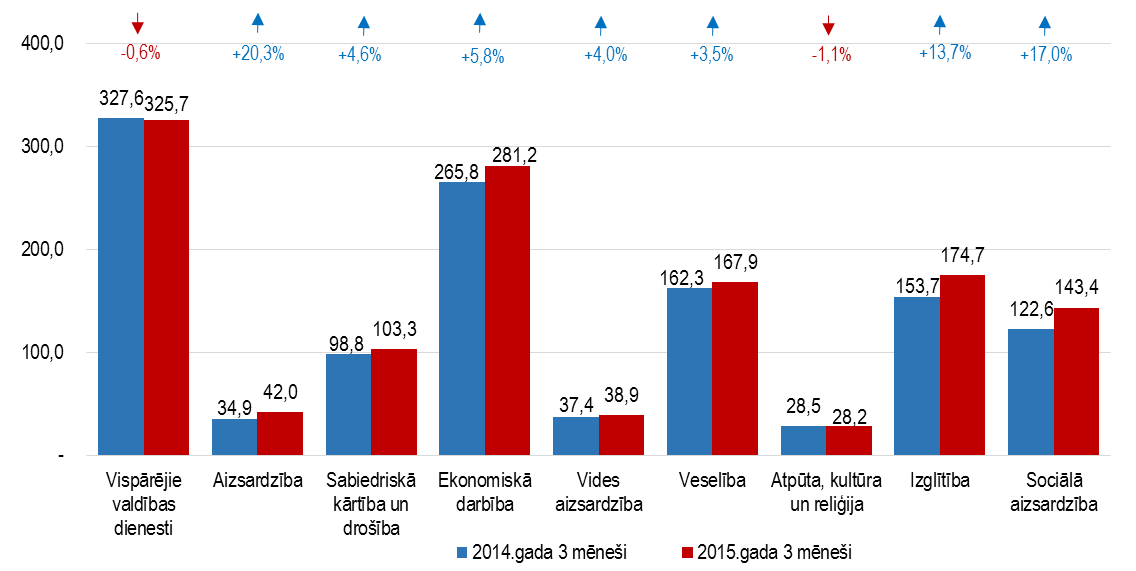 -0,6% +20,3% +4,6% +5,8% +4,0% +3,5% -1,1% +13,7% +17,0%
400,0
300,0
200,0
100,0
-
327,6 325,7
34,9 42,0
98,8 103,3
265,8 281,2
37,4 38,9
162,3 167,9
28,5 28,2
153,7 174,7
122,6 143,4
Vispārējie
valdības
dienesti
Aizsardzība
Sabiedriskā
kārtība un
drošība
Ekonomiskā
darbība
Vides
aizsardzība
Veselība
Atpūta, kultūra
un reliģija
Izglītība
Sociālā
aizsardzība
2014.gada 3 mēneši
2015.gada 3 mēneši